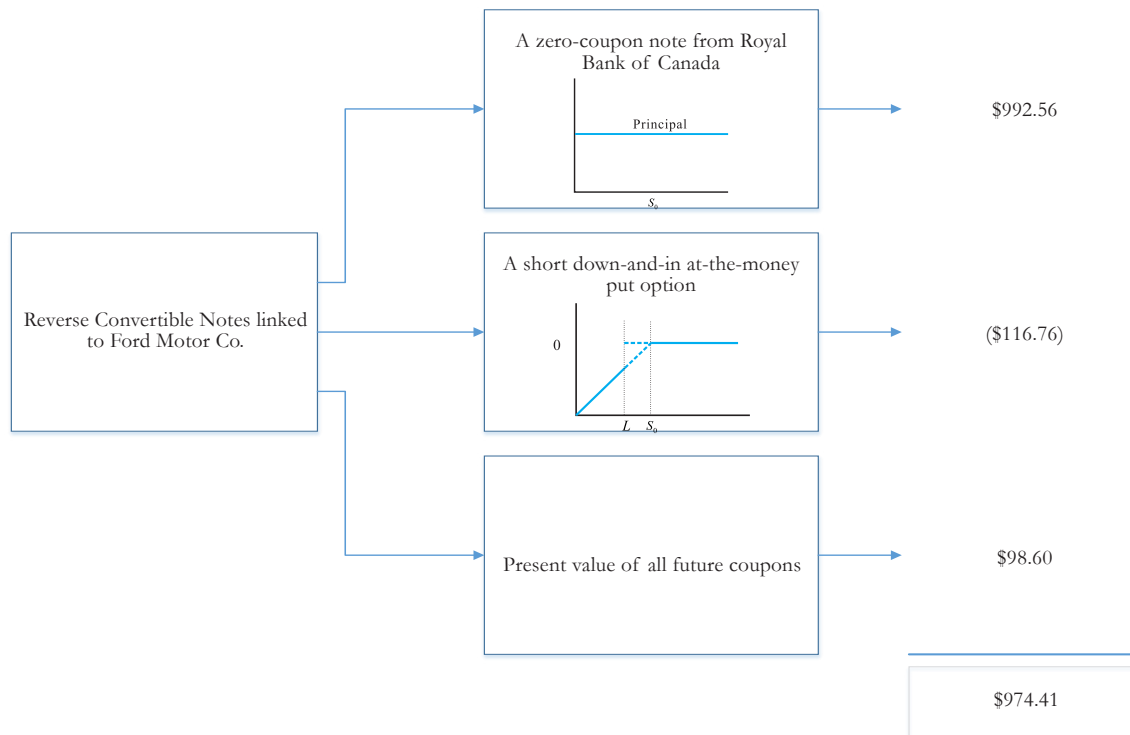 A zero-coupon note from Royal
Bank of Canada
Principal
S₀
$992.56
Reverse Convertible Notes linked
to Ford Motor Co.
A short down-and-in at-the-money
put option
0
L S₀
($116.76)
Present value of all future coupons
$98.60
$974.41